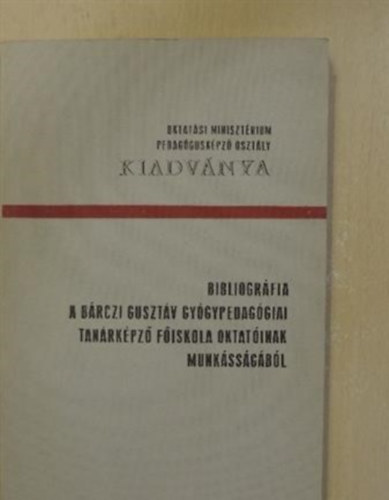 OKTATÁSI MINISZTÉRIUM
PEDAGÓGUSKÉPZŐ OSZTÁLY
KIADVÁNYA
BIBLIOGRÁFIA
A BÁRCZI GUSZTÁV GYÓGYPEDAGÓGIAI
TANÁRKÉPZŐ FŐISKOLA OKTATÓINAK
MUNKÁSSÁGÁBÓL